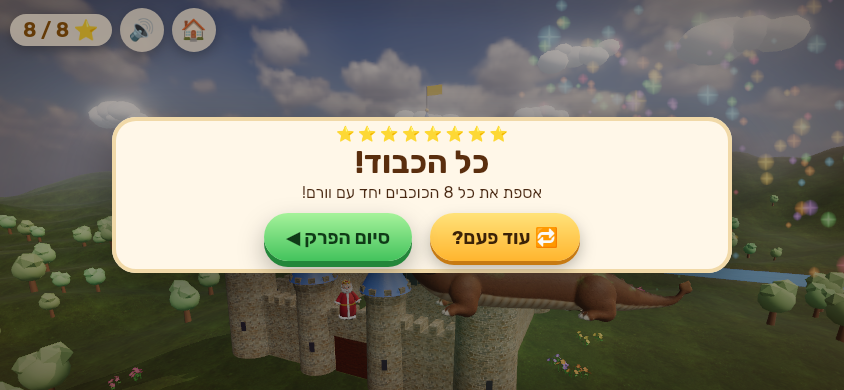 8 / 8 ⭐
כל הכבוד!
אספת את כל 8 הכוכבים יחד עם וורם!
🔁 עוד פעם?
סיום הפרק ◀